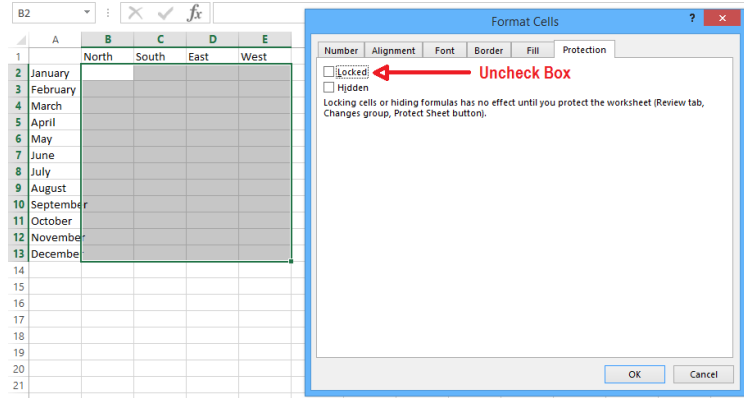 B2
fx
A B C D E
1 North South East West
2 January
3 February
4 March
5 April
6 May
7 June
8 July
9 August
10 September
11 October
12 November
13 December
14
15
16
17
18
19
20
21
Format Cells ? ×
Number Alignment Font Border Fill Protection
Locked Uncheck Box
Hidden
Locking cells or hiding formulas has no effect until you protect the worksheet (Review tab,
Changes group, Protect Sheet button).
OK Cancel